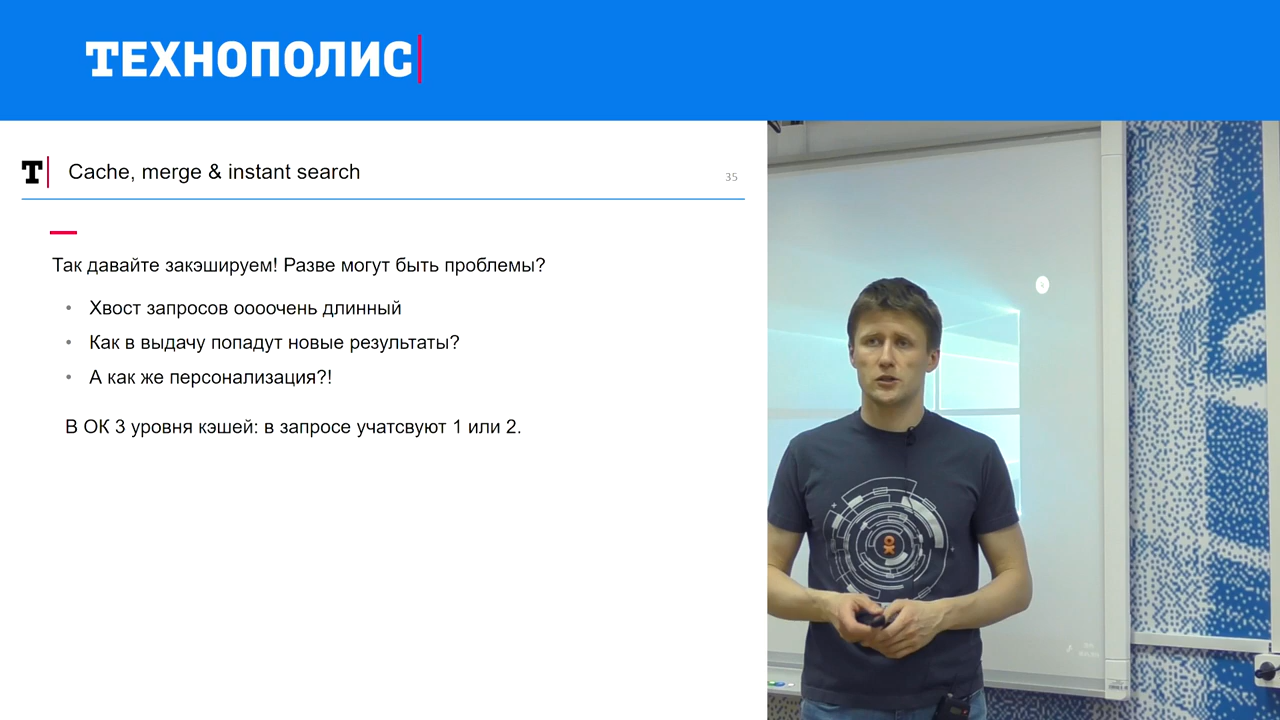 ТЕХНОПОЛИС
T
Cache, merge & instant search
35
Так давайте закэшируем! Разве могут быть проблемы?
• Хвост запросов оооочень длинный
• Как в выдачу попадут новые результаты?
• А как же персонализация?!
В ОК 3 уровня кэшей: в запросе учатсвуют 1 или 2.